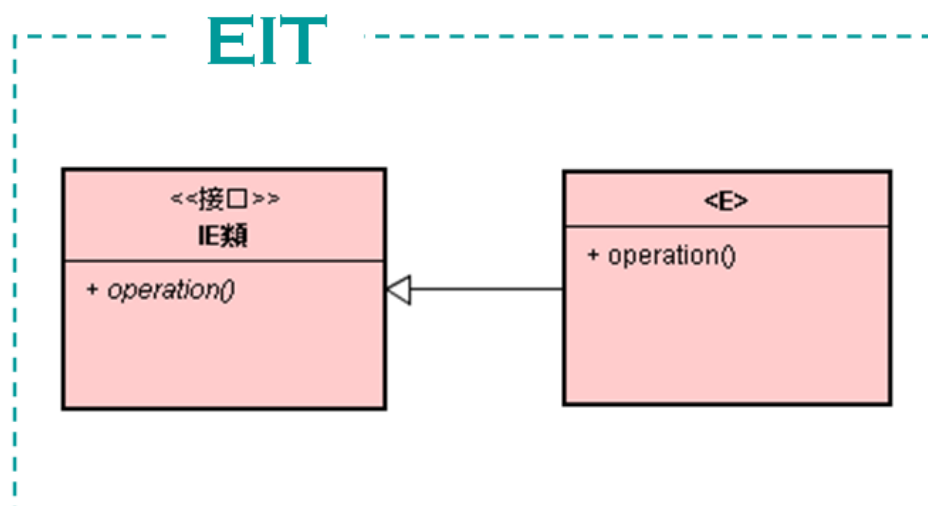 EIT
<<接口>>
IE類
+ operation()
<E>
+ operation()